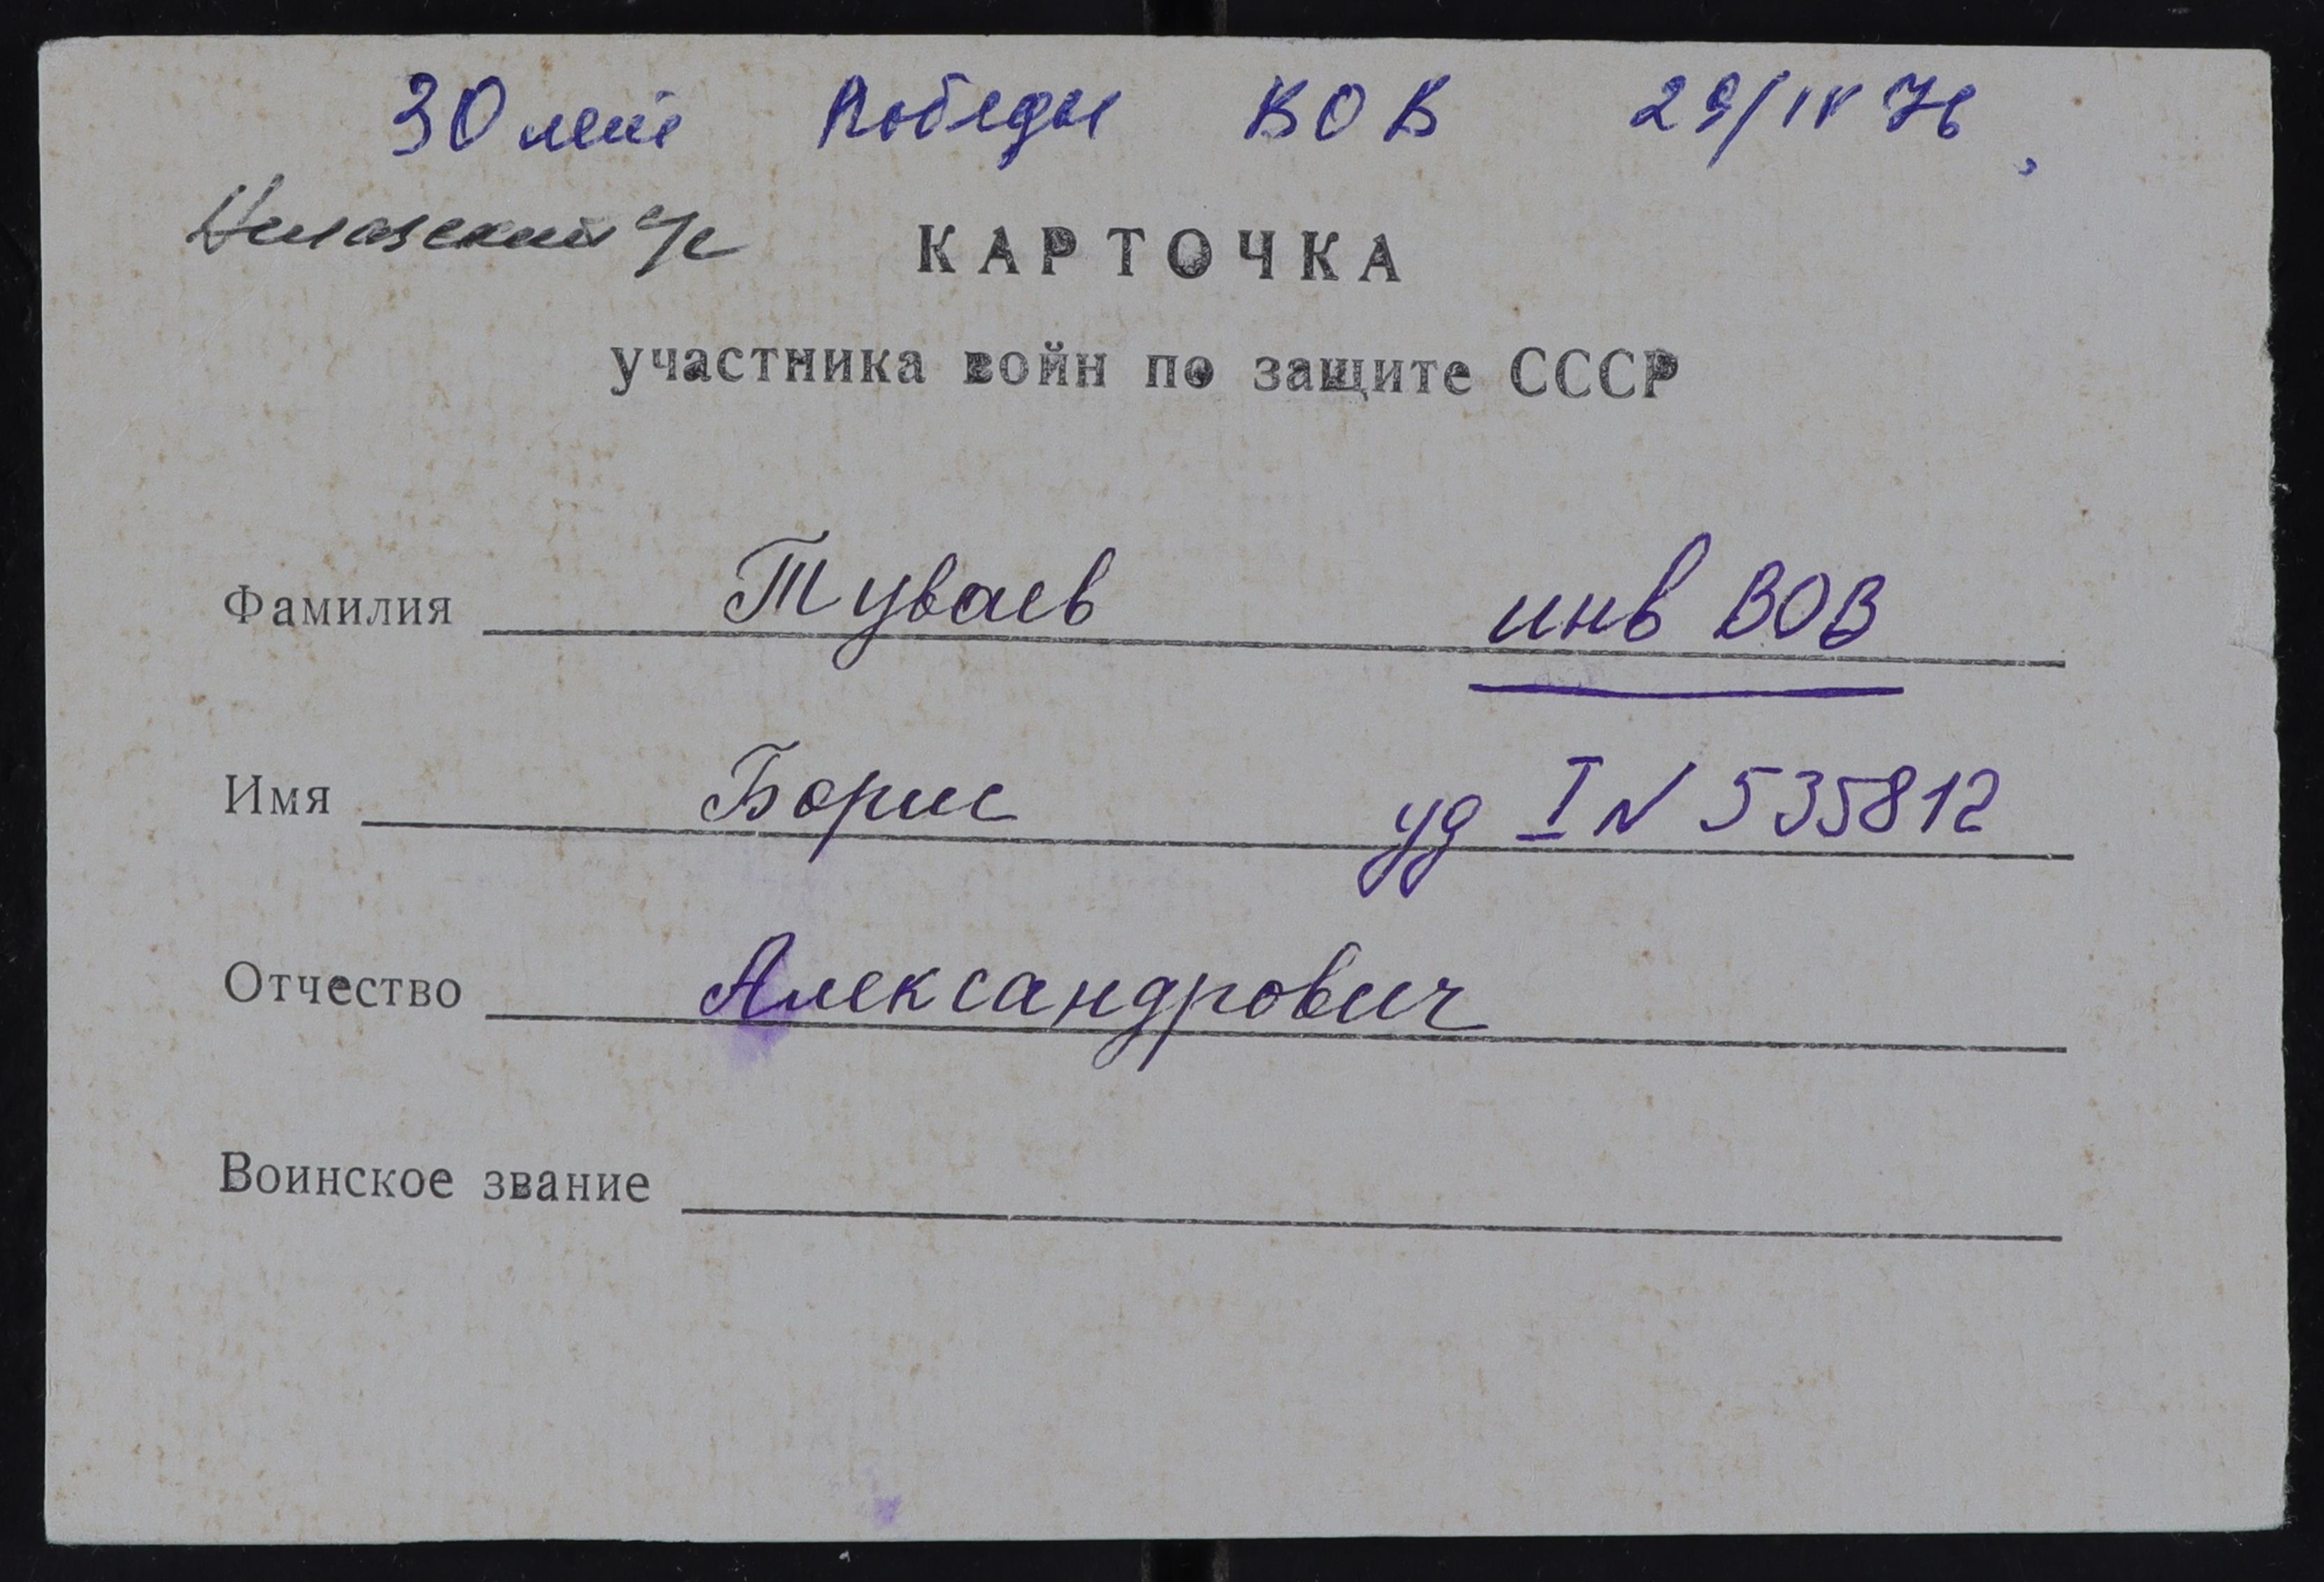 30 лет Победы ВОВ 29/IV 76
с/с
КАРТОЧКА
участника войн по защите СССР
Фамилия Туваев инв ВОВ
Имя Борис уд I N 535812
Отчество Александрович
Воинское звание